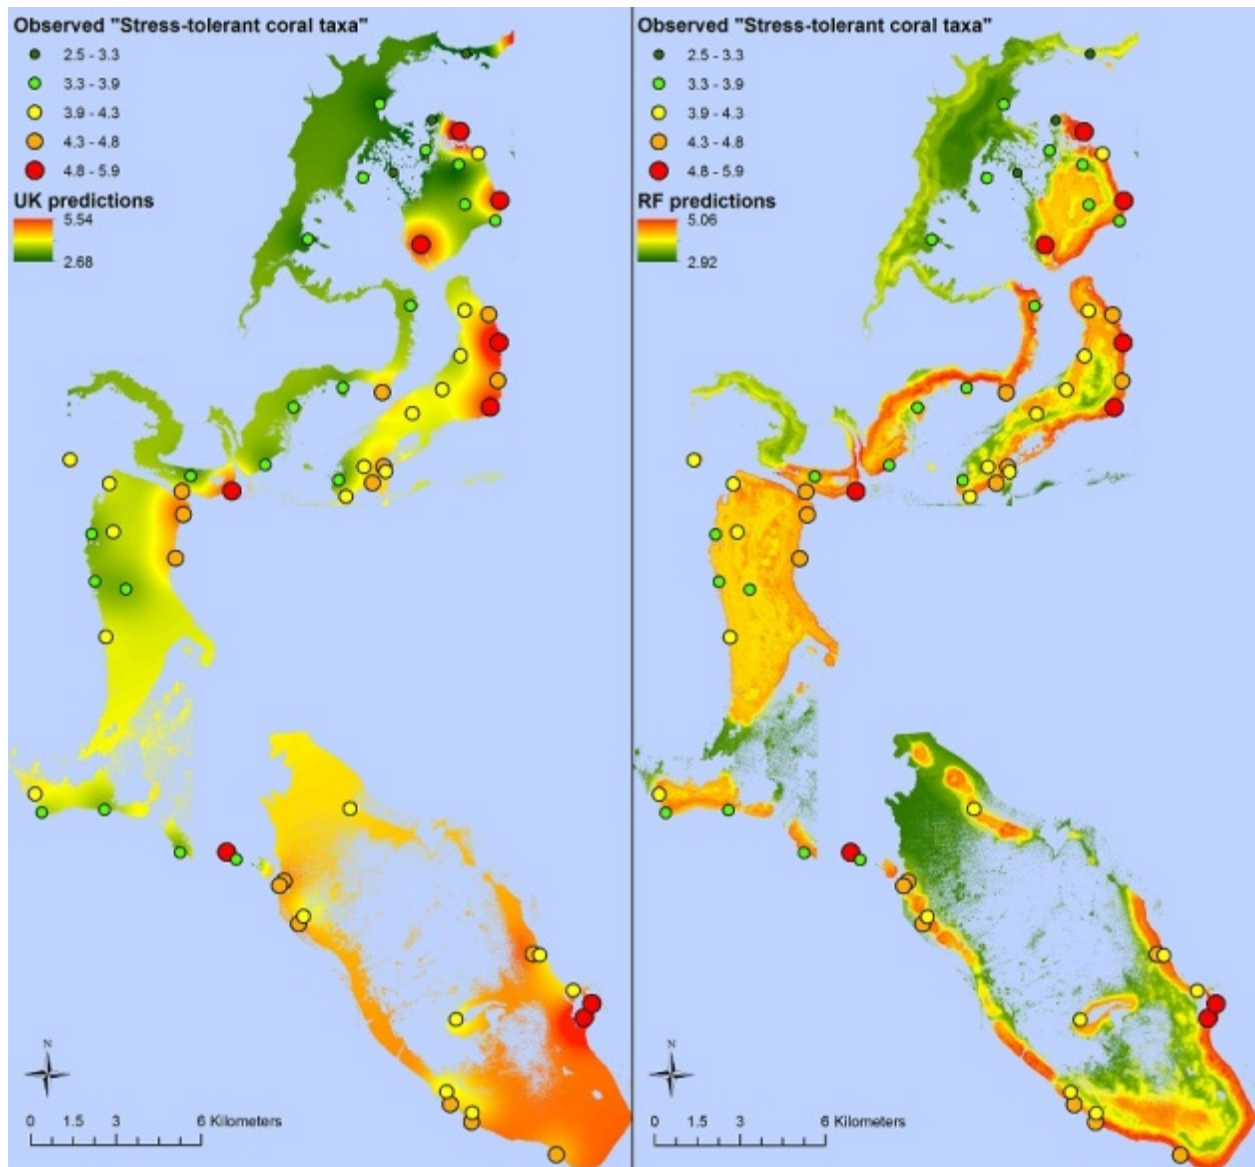 Observed "Stress-tolerant coral taxa"
2.5 - 3.3
3.3 - 3.9
3.9 - 4.3
4.3 - 4.8
4.8 - 5.9
UK predictions
5.54
2.68
N
0 1.5 3 6 Kilometers
Observed "Stress-tolerant coral taxa"
2.5 - 3.3
3.3 - 3.9
3.9 - 4.3
4.3 - 4.8
4.8 - 5.9
RF predictions
5.06
2.92
N
0 1.5 3 6 Kilometers